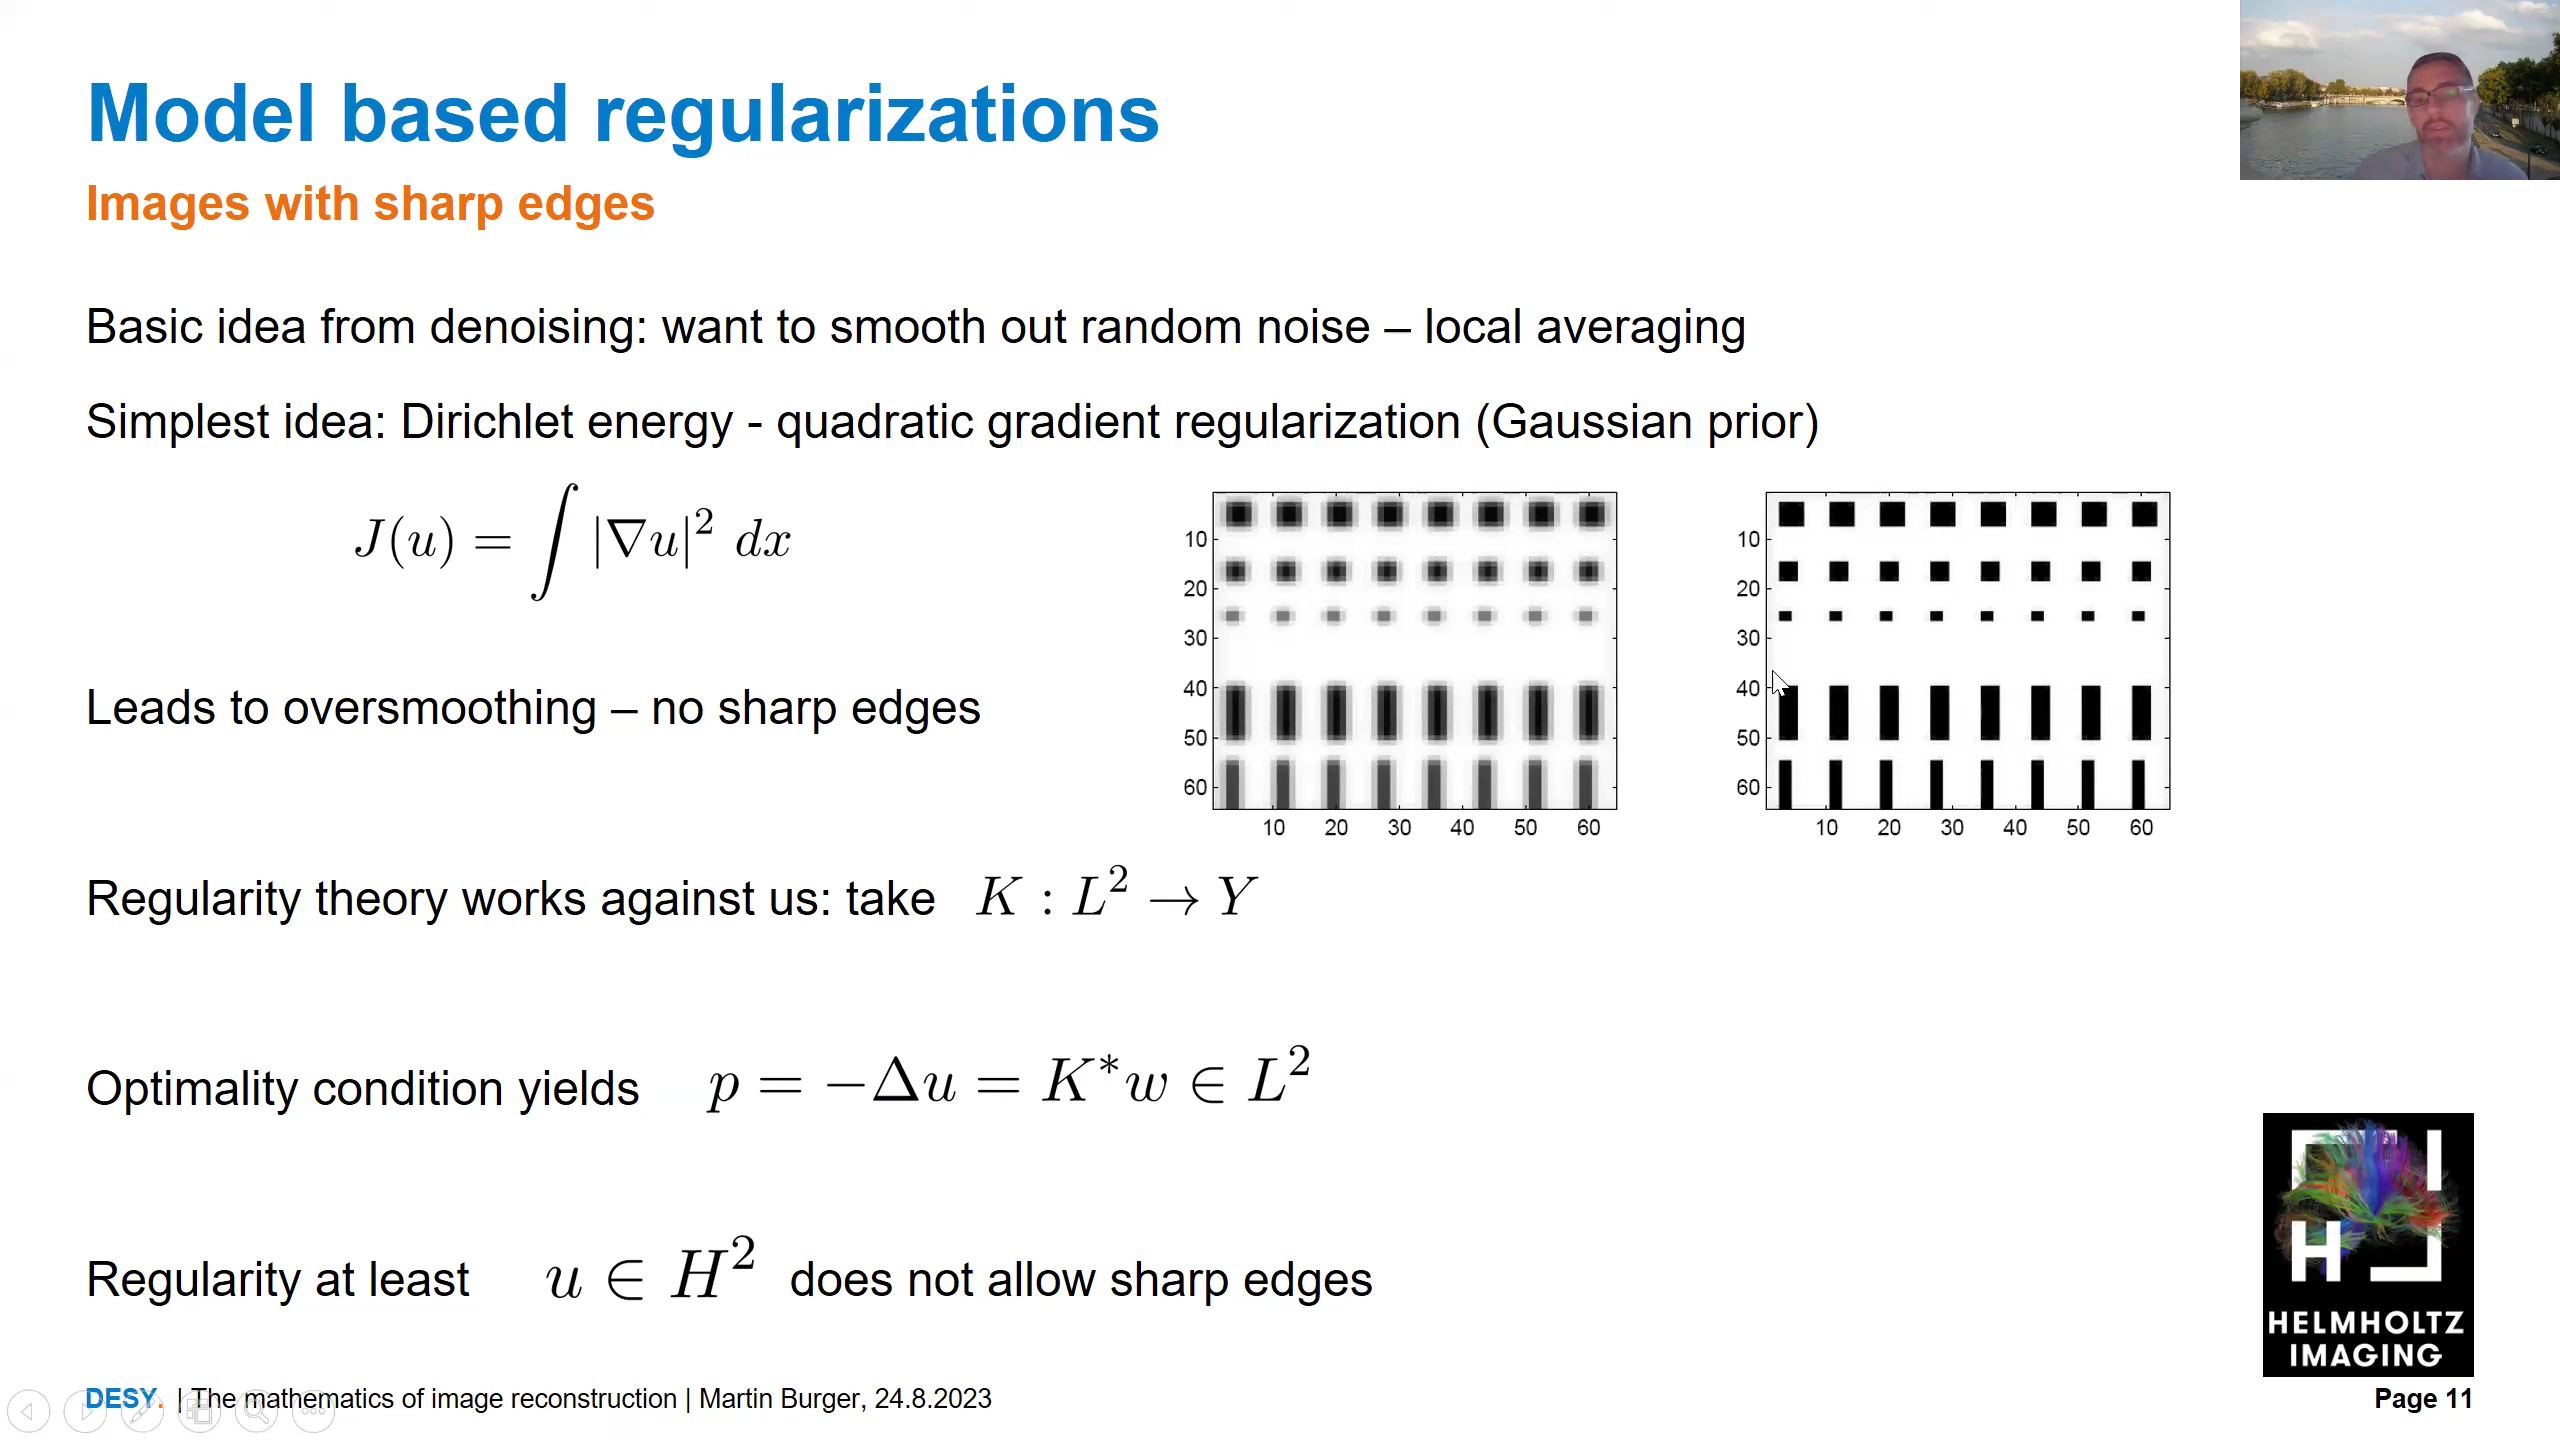 Model based regularizations
Images with sharp edges
Basic idea from denoising: want to smooth out random noise – local averaging
Simplest idea: Dirichlet energy - quadratic gradient regularization (Gaussian prior)
J(u) = ∫ |∇u|² dx
10
20
30
40
50
60
10 20 30 40 50 60
10
20
30
40
50
60
10 20 30 40 50 60
Leads to oversmoothing – no sharp edges
Regularity theory works against us: take K : L² → Y
Optimality condition yields p = −Δu = K*w ∈ L²
Regularity at least u ∈ H² does not allow sharp edges
H
HELMHOLTZ
IMAGING
DESY. | The mathematics of image reconstruction | Martin Burger, 24.8.2023
Page 11